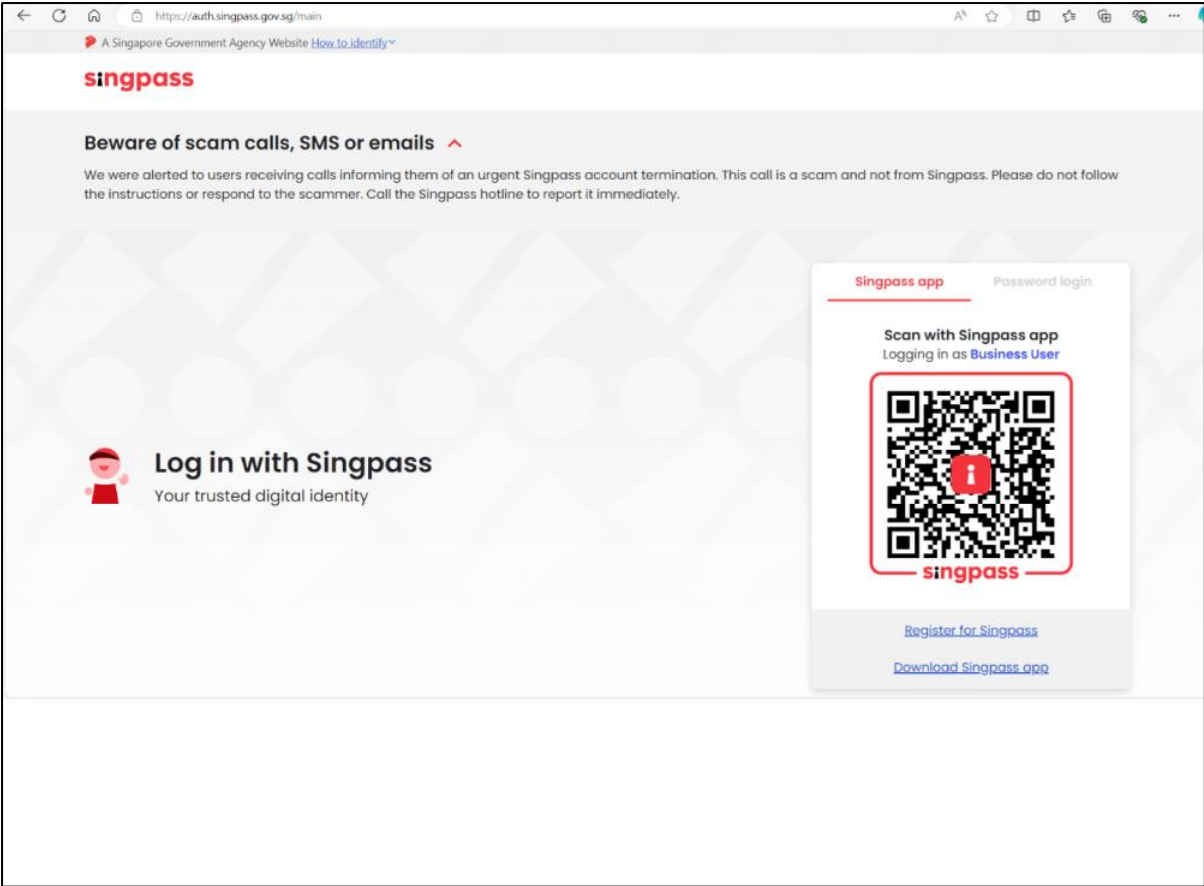 https://auth.singpass.gov.sg/main
A Singapore Government Agency Website How to identify
singpass
Beware of scam calls, SMS or emails
We were alerted to users receiving calls informing them of an urgent Singpass account termination. This call is a scam and not from Singpass. Please do not follow
the instructions or respond to the scammer. Call the Singpass hotline to report it immediately.
Singpass app Password login
Scan with Singpass app
Logging in as Business User
Log in with Singpass
Your trusted digital identity
singpass
Register for Singpass
Download Singpass app